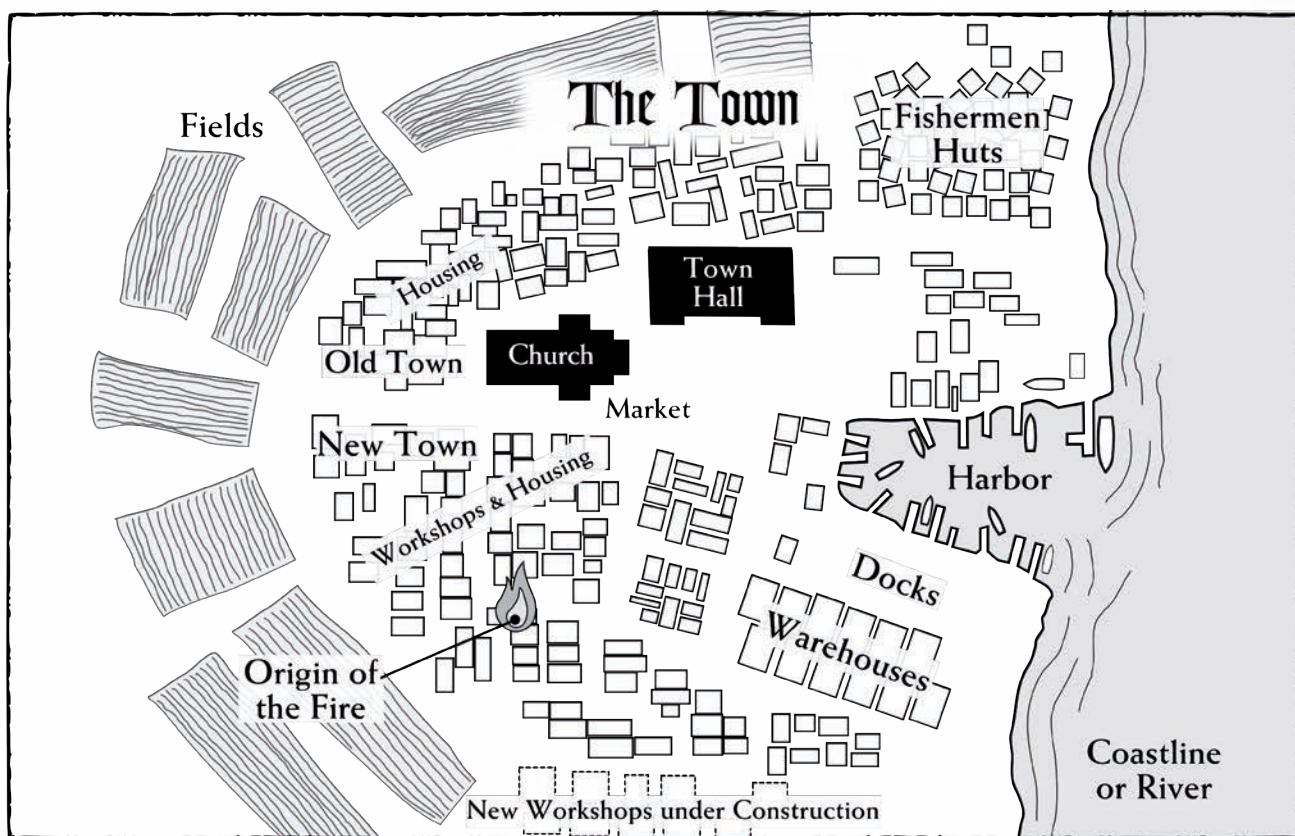 The Town
Fields
Fishermen
Huts
Housing
Town
Hall
Old Town
Church
Market
New Town
Workshops & Housing
Harbor
Docks
Warehouses
Origin of
the Fire
Coastline
or River
New Workshops under Construction